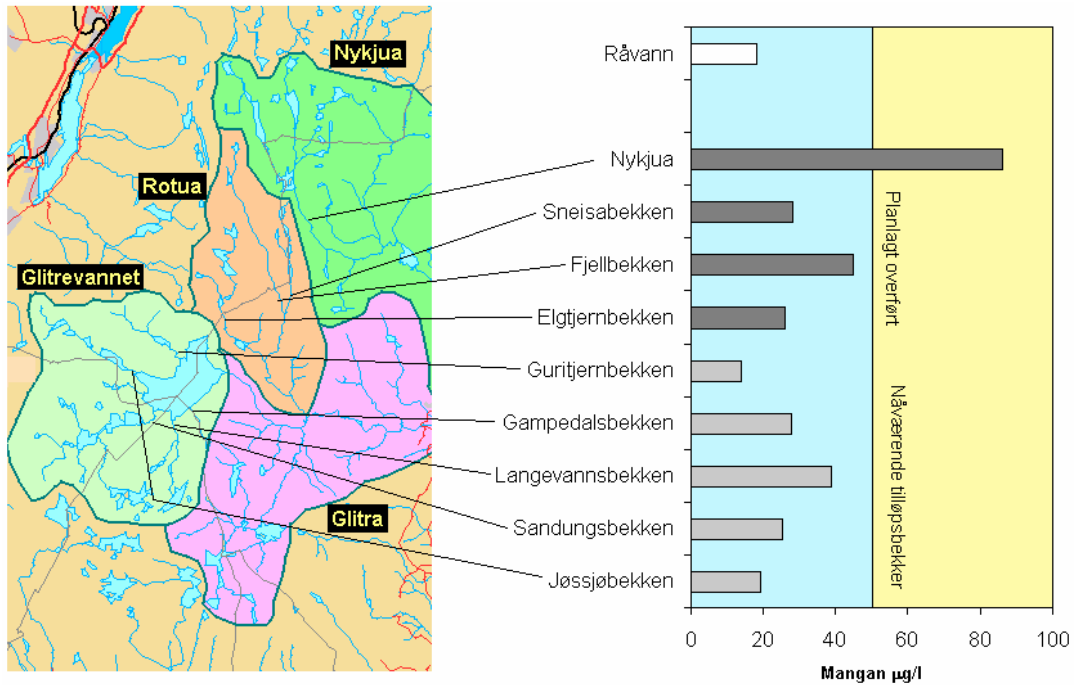 Nykjua
Rotua
Glitrevannet
Glitra
Råvann
Nykjua
Sneisabekken
Fjellbekken
Elgtjernbekken
Guritjernbekken
Gampedalsbekken
Langevannsbekken
Sandungsbekken
Jøssjøbekken
Planlagt overført
Nåværende tilløpsbekker
0 20 40 60 80 100
Mangan µg/l